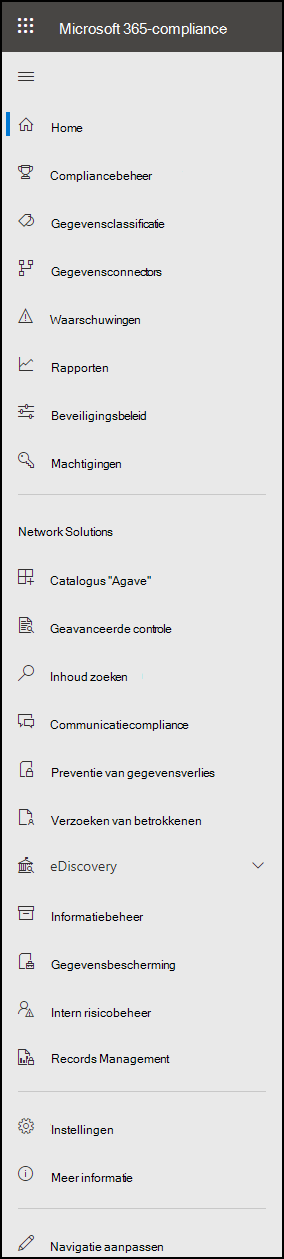 Microsoft 365-compliance
Home
Compliancebeheer
Gegevensclassificatie
Gegevensconnectors
Waarschuwingen
Rapporten
Beveiligingsbeleid
Machtigingen
Network Solutions
Catalogus "Agave"
Geavanceerde controle
Inhoud zoeken
Communicatiecompliance
Preventie van gegevensverlies
Verzoeken van betrokkenen
eDiscovery
Informatiebeheer
Gegevensbescherming
Intern risicobeheer
Records Management
Instellingen
Meer informatie
Navigatie aanpassen